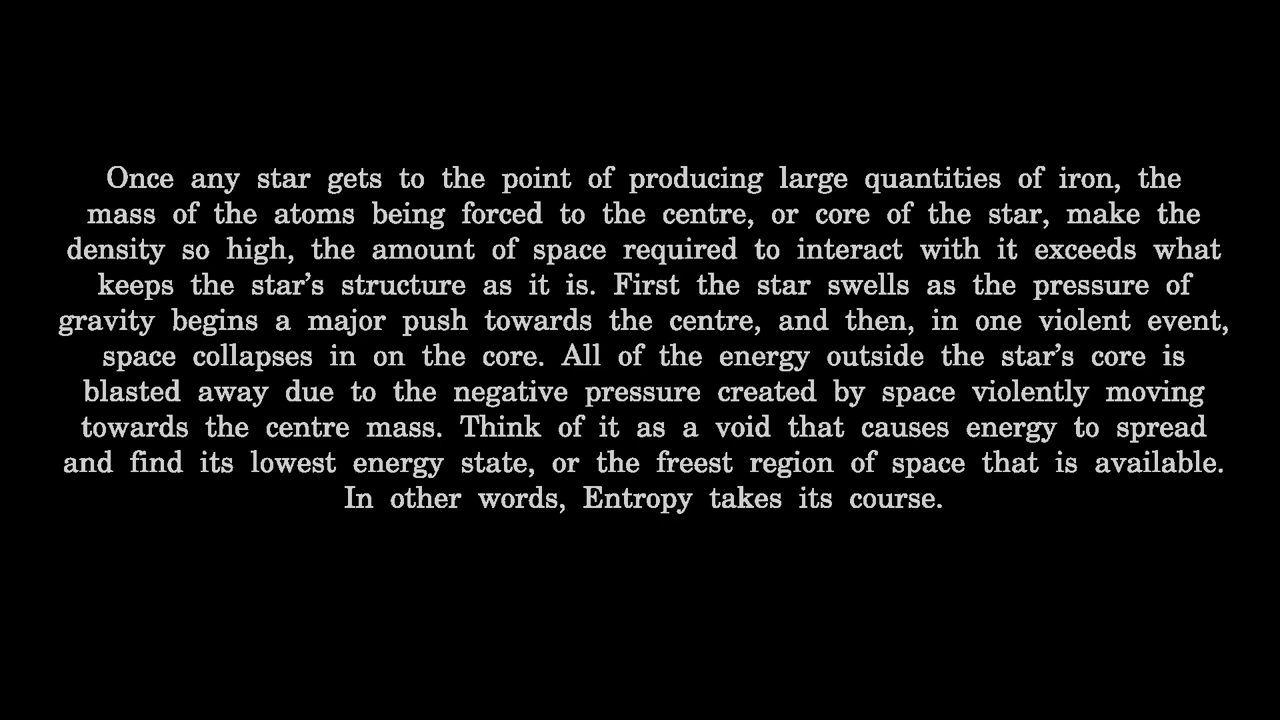 Once any star gets to the point of producing large quantities of iron, the
mass of the atoms being forced to the centre, or core of the star, make the
density so high, the amount of space required to interact with it exceeds what
keeps the star’s structure as it is. First the star swells as the pressure of
gravity begins a major push towards the centre, and then, in one violent event,
space collapses in on the core. All of the energy outside the star’s core is
blasted away due to the negative pressure created by space violently moving
towards the centre mass. Think of it as a void that causes energy to spread
and find its lowest energy state, or the freest region of space that is available.
In other words, Entropy takes its course.